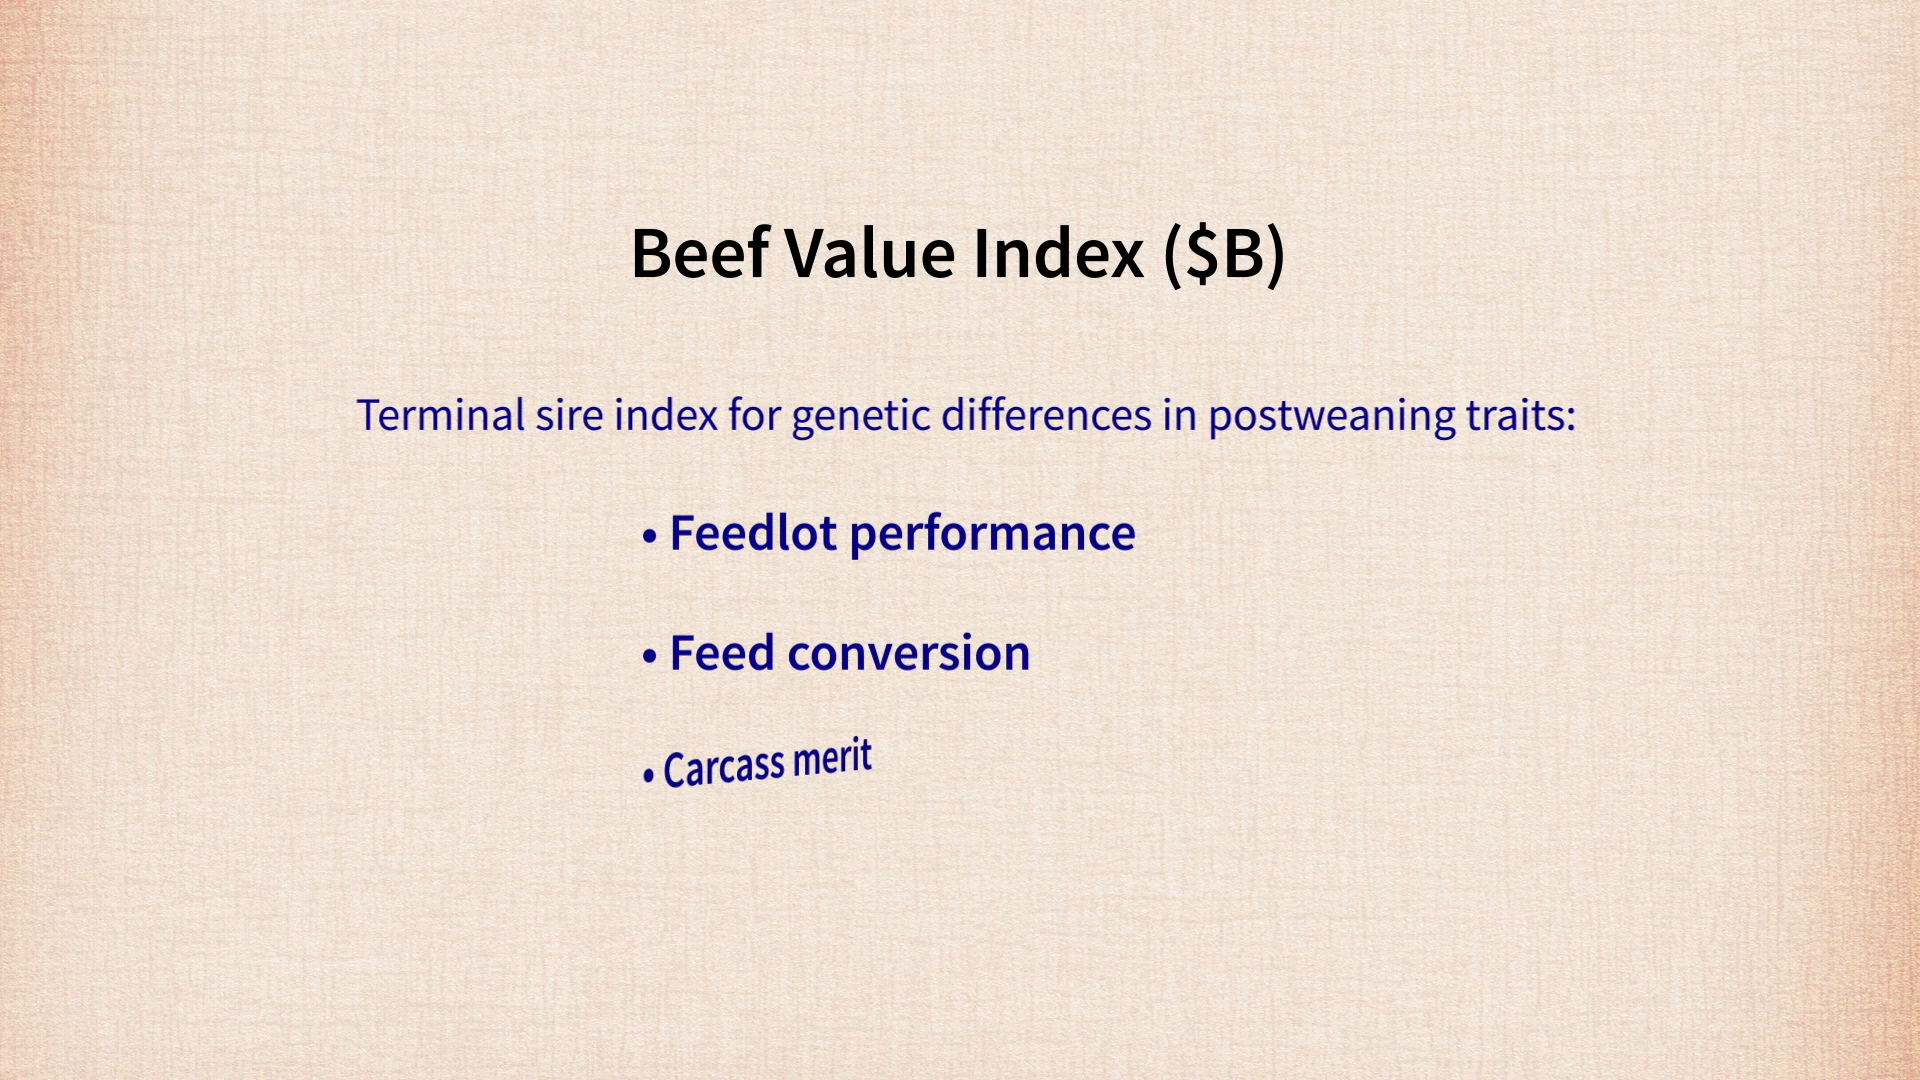 Beef Value Index ($B)
Terminal sire index for genetic differences in postweaning traits:
• Feedlot performance
• Feed conversion
• Carcass merit